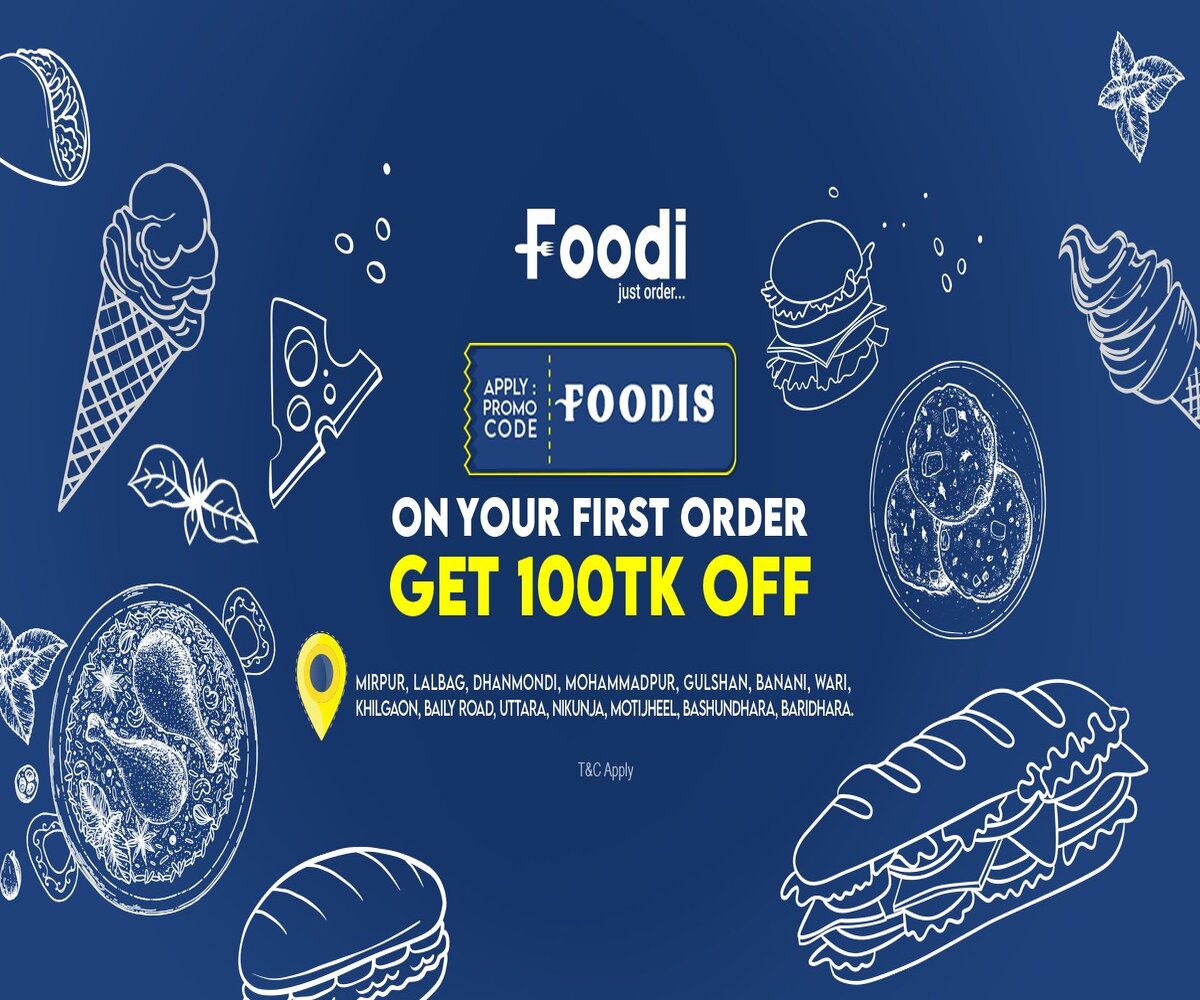 Foodi
just order...
APPLY :
PROMO
CODE
FOODIS
ON YOUR FIRST ORDER
GET 100TK OFF
MIRPUR, LALBAG, DHANMONDI, MOHAMMADPUR, GULSHAN, BANANI, WARI,
KHILGAON, BAILY ROAD, UTTARA, NIKUNJA, MOTIJHEEL, BASHUNDHARA, BARIDHARA.
T&C Apply